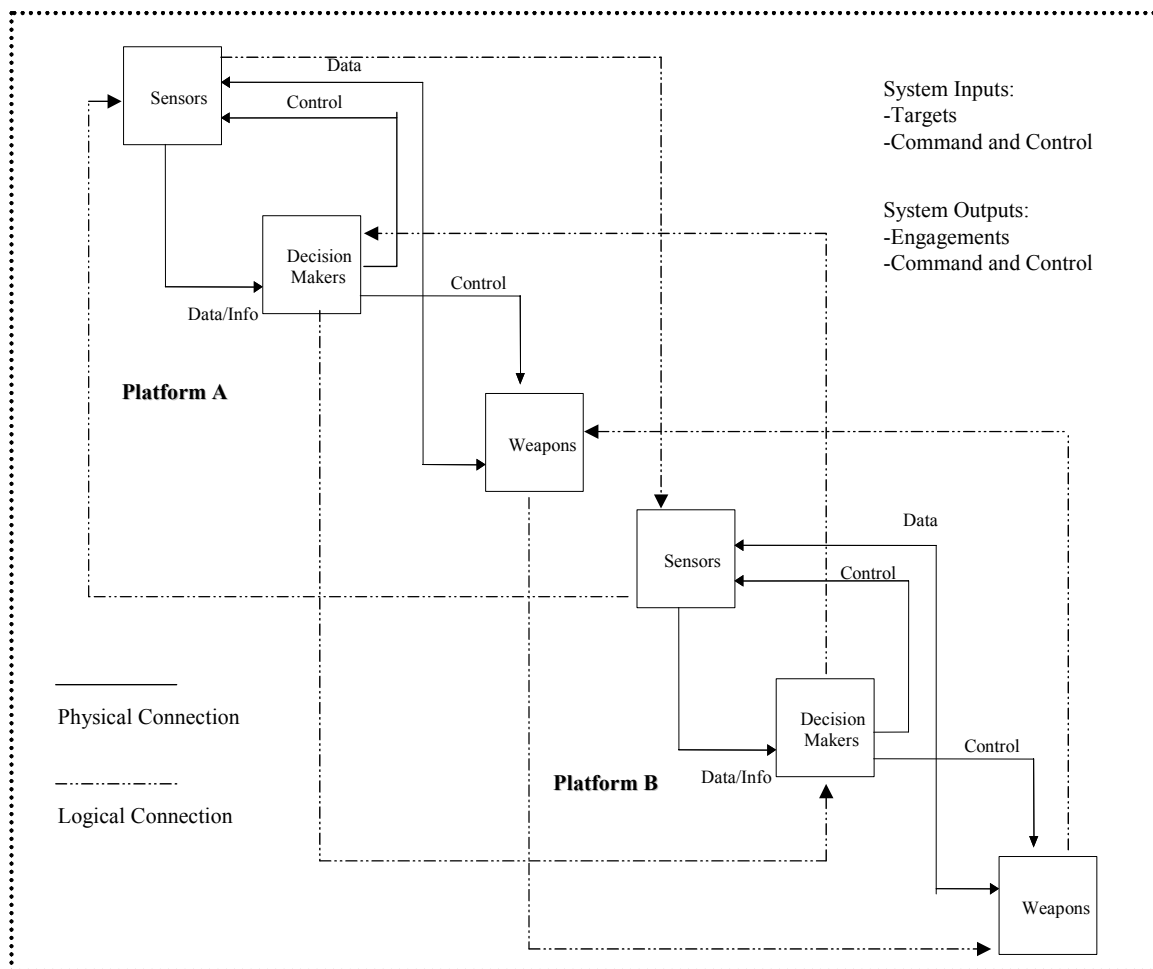 Data
Sensors
Control
System Inputs:
-Targets
-Command and Control
System Outputs:
-Engagements
-Command and Control
Decision
Makers
Control
Data/Info
Platform A
Weapons
Data
Sensors
Control
Physical Connection
Decision
Makers
Control
Platform B
Data/Info
Logical Connection
Weapons